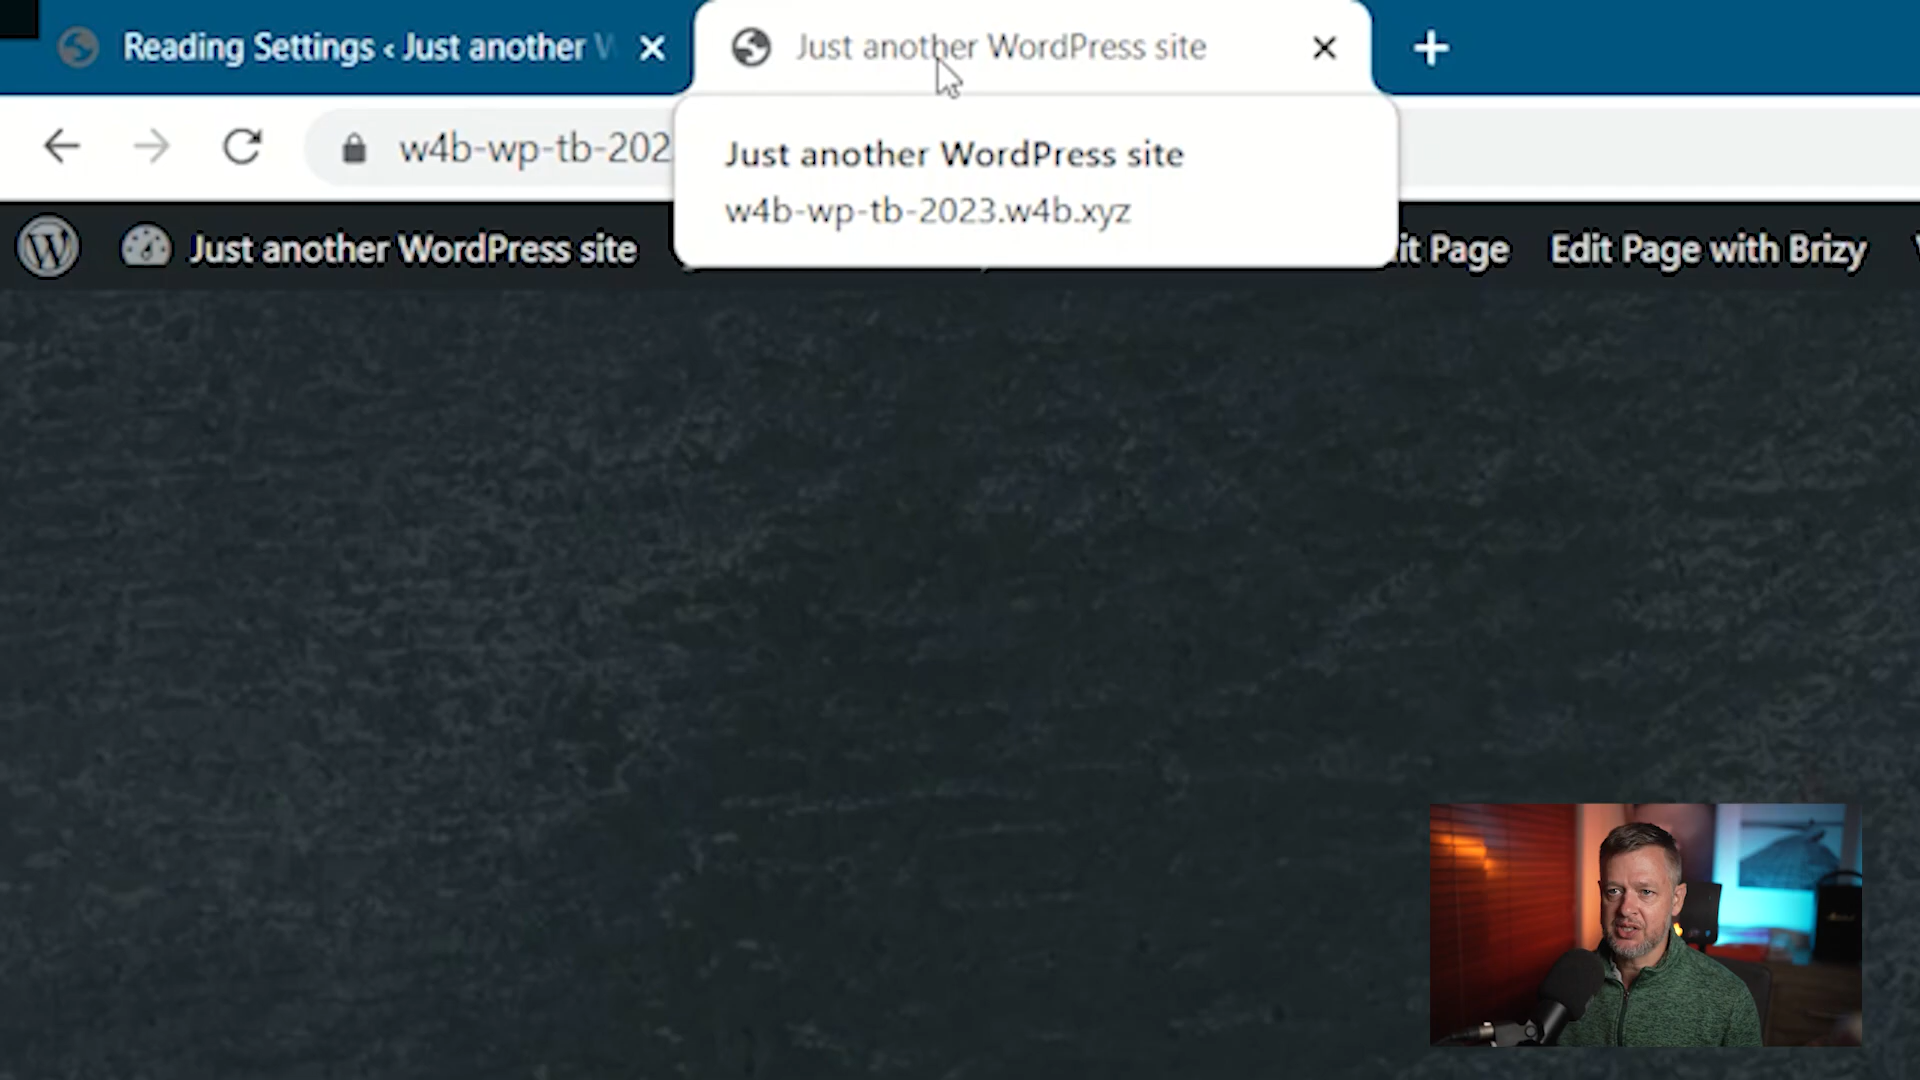 Reading Settings ‹ Just another W
Just another WordPress site
w4b-wp-tb-202
Just another WordPress site
w4b-wp-tb-2023.w4b.xyz
Just another WordPress site
it Page
Edit Page with Brizy